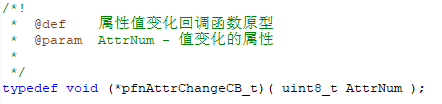 /*!
* @def 属性值变化回调函数原型
* @param AttrNum - 值变化的属性
*
*/
typedef void (*pfnAttrChangeCB_t)( uint8_t AttrNum );